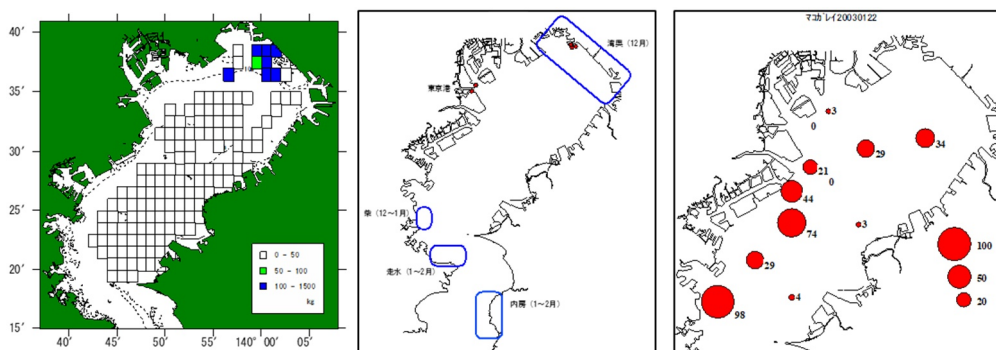 40'
35'
30'
25'
20'
15'
40'
45'
50'
55'
140°00'
05'
0 - 50
50 - 100
100 - 1500
kg
湾奥（12月）
東京港
柴（12～1月）
走水（1～2月）
内房（1～2月）
マコガレイ20030122
3
0
29
34
21
0
44
74
3
29
4
98
100
50
20